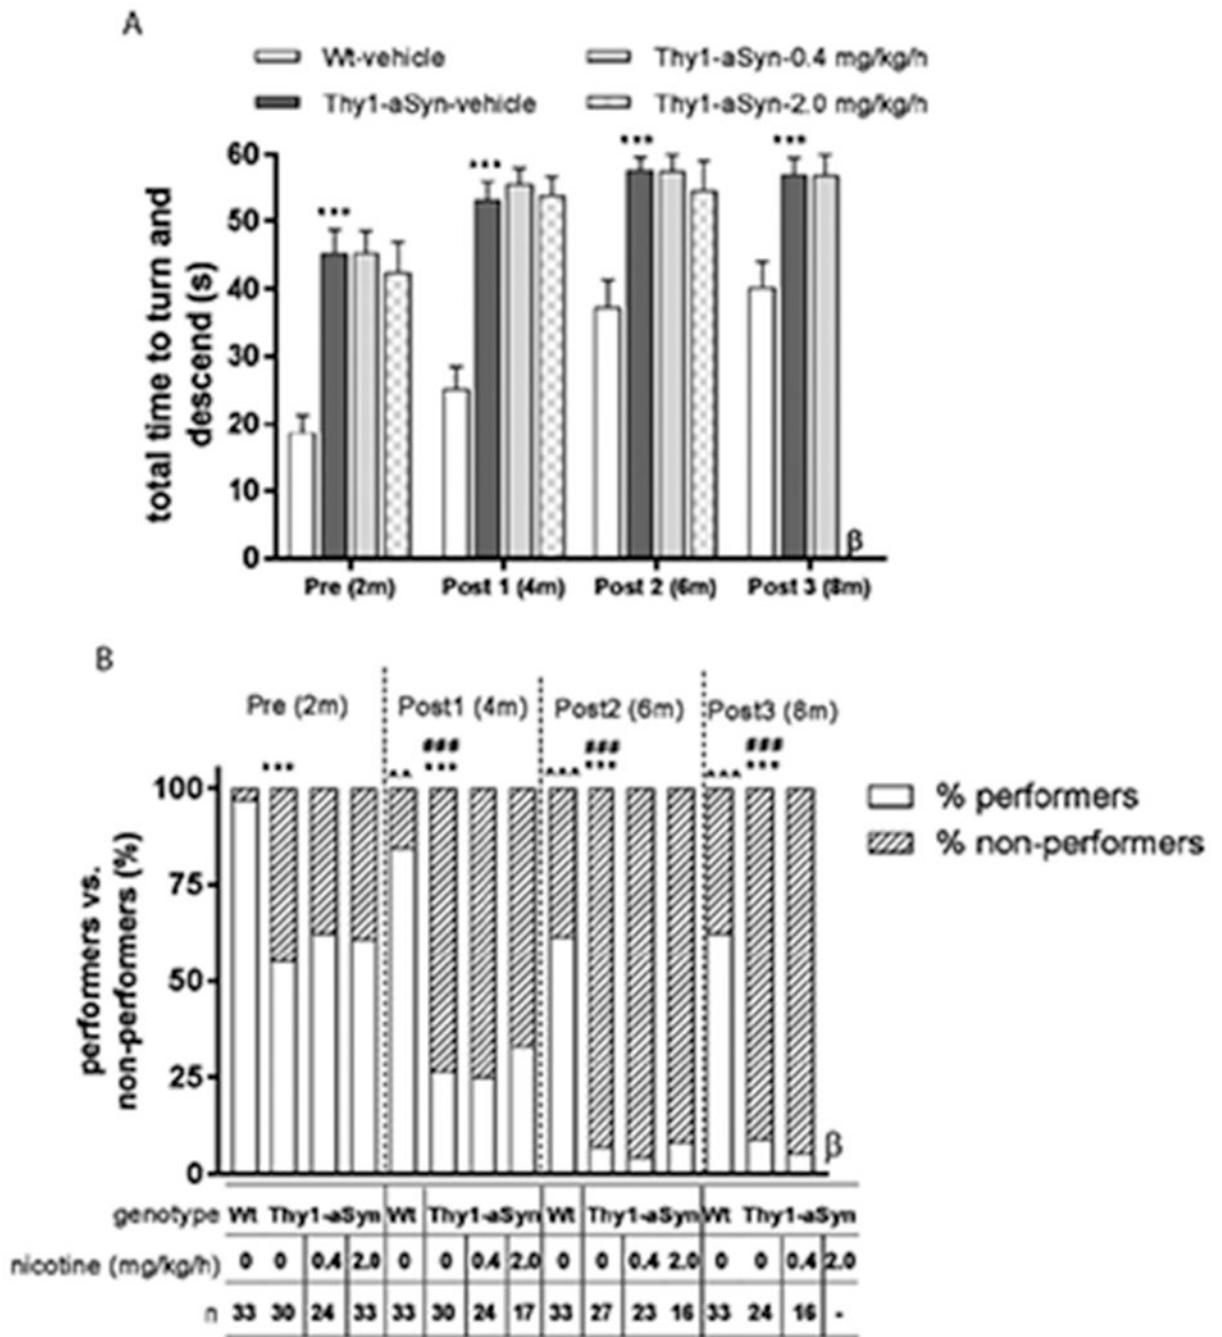 A
Wt-vehicle Thy1-aSyn-0.4 mg/kg/h
Thy1-aSyn-vehicle Thy1-aSyn-2.0 mg/kg/h
total time to turn and
descend (s)
60
50
40
30
20
10
0
*** *** *** ***
β
Pre (2m) Post 1 (4m) Post 2 (6m) Post 3 (8m)
B
Pre (2m) Post1 (4m) Post2 (6m) Post3 (8m)
### ### ###
*** ^^ *** ^^^ *** ^^^ ***
performers vs.
non-performers (%)
100
75
50
25
0
% performers
% non-performers
β
genotype Wt Thy1-aSyn Wt Thy1-aSyn Wt Thy1-aSyn Wt Thy1-aSyn
nicotine (mg/kg/h) 0 0 0.4 2.0 0 0 0.4 2.0 0 0 0.4 2.0 0 0 0.4 2.0
n 33 30 24 33 33 30 24 17 33 27 23 16 33 24 16 -